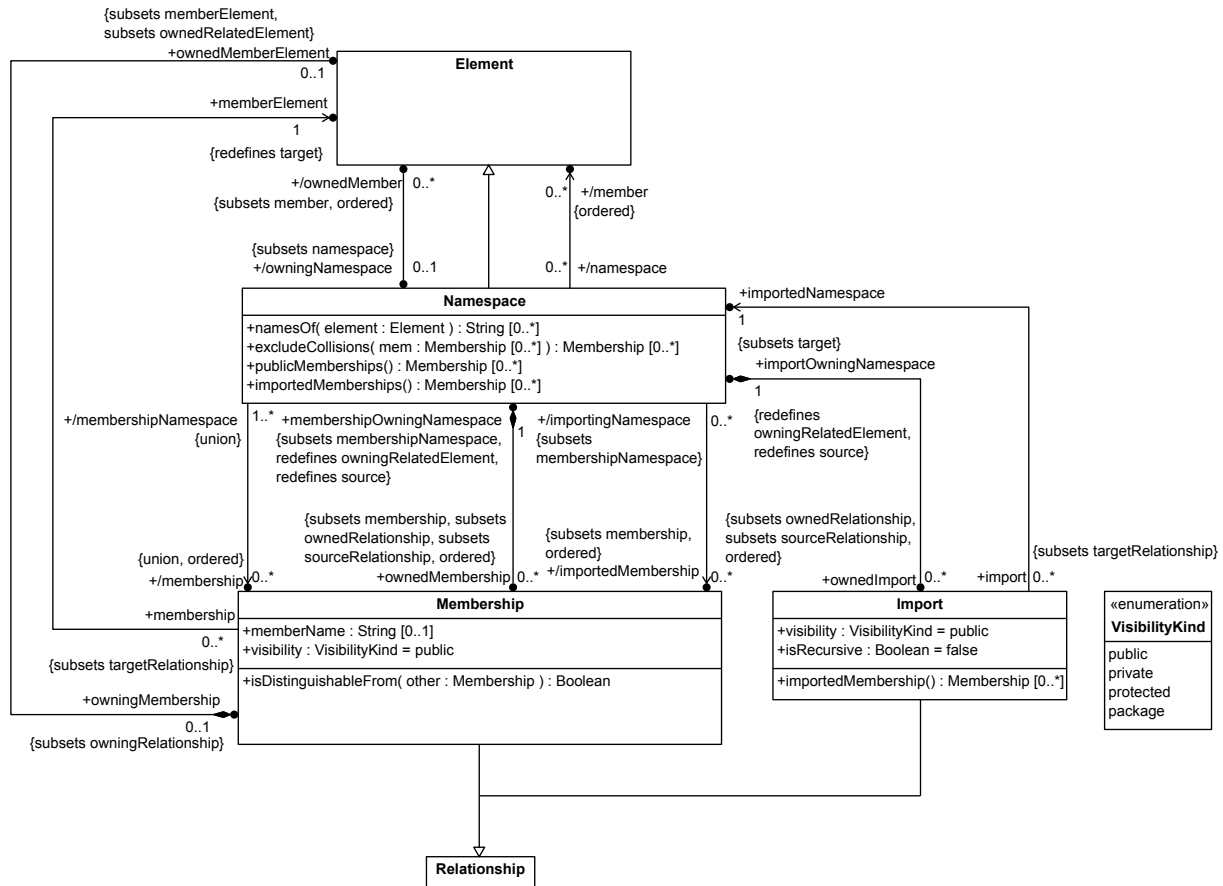 {subsets memberElement,
subsets ownedRelatedElement}
+ownedMemberElement
0..1
Element
+memberElement
1
{redefines target}
+/ownedMember
0..*
{subsets member, ordered}
0..*
+/member
{ordered}
{subsets namespace}
+/owningNamespace
0..1
0..*
+/namespace
Namespace
+namesOf( element : Element ) : String [0..*]
+excludeCollisions( mem : Membership [0..*] ) : Membership [0..*]
+publicMemberships() : Membership [0..*]
+importedMemberships() : Membership [0..*]
+importedNamespace
1
{subsets target}
+importOwningNamespace
1
{redefines
owningRelatedElement,
redefines source}
+/membershipNamespace
{union}
1..*
+membershipOwningNamespace
{subsets membershipNamespace,
redefines owningRelatedElement,
redefines source}
1
+/importingNamespace
{subsets
membershipNamespace}
0..*
{union, ordered}
+/membership
0..*
{subsets membership, subsets
ownedRelationship, subsets
sourceRelationship, ordered}
+ownedMembership
0..*
{subsets membership,
ordered}
+/importedMembership
0..*
{subsets ownedRelationship,
subsets sourceRelationship,
ordered}
+ownedImport
0..*
{subsets targetRelationship}
+import
0..*
+membership
0..*
{subsets targetRelationship}
+owningMembership
0..1
{subsets owningRelationship}
Membership
+memberName : String [0..1]
+visibility : VisibilityKind = public
+isDistinguishableFrom( other : Membership ) : Boolean
Import
+visibility : VisibilityKind = public
+isRecursive : Boolean = false
+importedMembership() : Membership [0..*]
«enumeration»
VisibilityKind
public
private
protected
package
Relationship